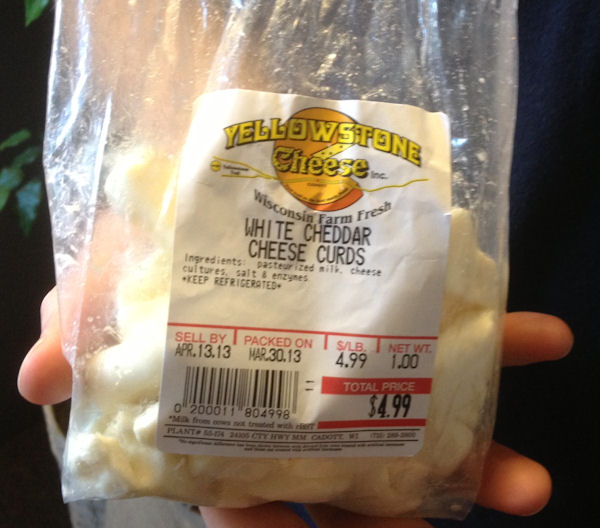 YELLOWSTONE
Cheese Inc.
Wisconsin Farm Fresh
WHITE CHEDDAR
CHEESE CURDS
Ingredients: pasteurized milk, cheese
cultures, salt & enzymes
*KEEP REFRIGERATED*
SELL BY PACKED ON $/LB. NET WT.
APR.13.13 MAR.30.13 4.99 1.00
TOTAL PRICE
$4.99
0 200011 804998
*Milk from cows not treated with rBST
PLANT# 55-174 24105 CTY HWY MM CADOTT, WI